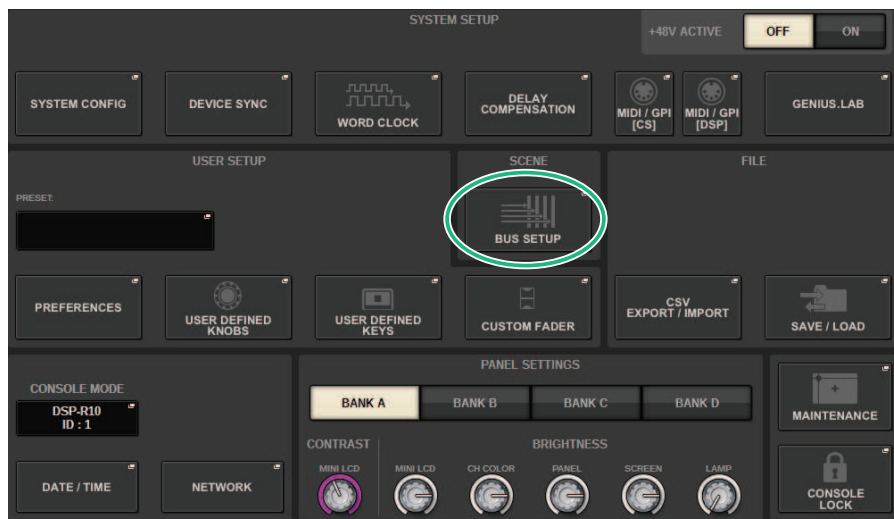 SYSTEM SETUP
+48V ACTIVE
OFF
ON
SYSTEM CONFIG
DEVICE SYNC
WORD CLOCK
DELAY
COMPENSATION
MIDI / GPI
[CS]
MIDI / GPI
[DSP]
GENIUS.LAB
USER SETUP
SCENE
FILE
PRESET:
BUS SETUP
PREFERENCES
USER DEFINED
KNOBS
USER DEFINED
KEYS
CUSTOM FADER
CSV
EXPORT / IMPORT
SAVE / LOAD
CONSOLE MODE
DSP-R10
ID : 1
PANEL SETTINGS
BANK A
BANK B
BANK C
BANK D
MAINTENANCE
CONTRAST
BRIGHTNESS
MINI LCD
MINI LCD
CH COLOR
PANEL
SCREEN
LAMP
DATE / TIME
NETWORK
CONSOLE
LOCK